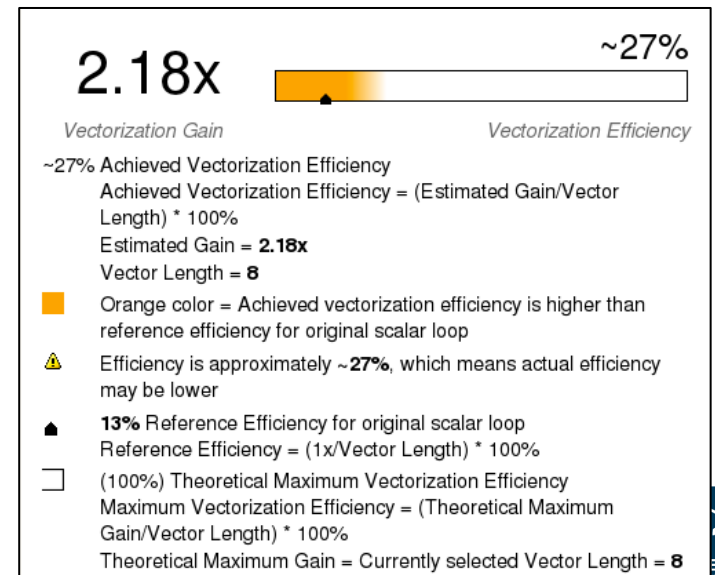 2.18x
~27%
Vectorization Gain
Vectorization Efficiency
~27% Achieved Vectorization Efficiency
Achieved Vectorization Efficiency = (Estimated Gain/Vector
Length) * 100%
Estimated Gain = 2.18x
Vector Length = 8
Orange color = Achieved vectorization efficiency is higher than
reference efficiency for original scalar loop
Efficiency is approximately ~27%, which means actual efficiency
may be lower
13% Reference Efficiency for original scalar loop
Reference Efficiency = (1x/Vector Length) * 100%
(100%) Theoretical Maximum Vectorization Efficiency
Maximum Vectorization Efficiency = (Theoretical Maximum
Gain/Vector Length) * 100%
Theoretical Maximum Gain = Currently selected Vector Length = 8